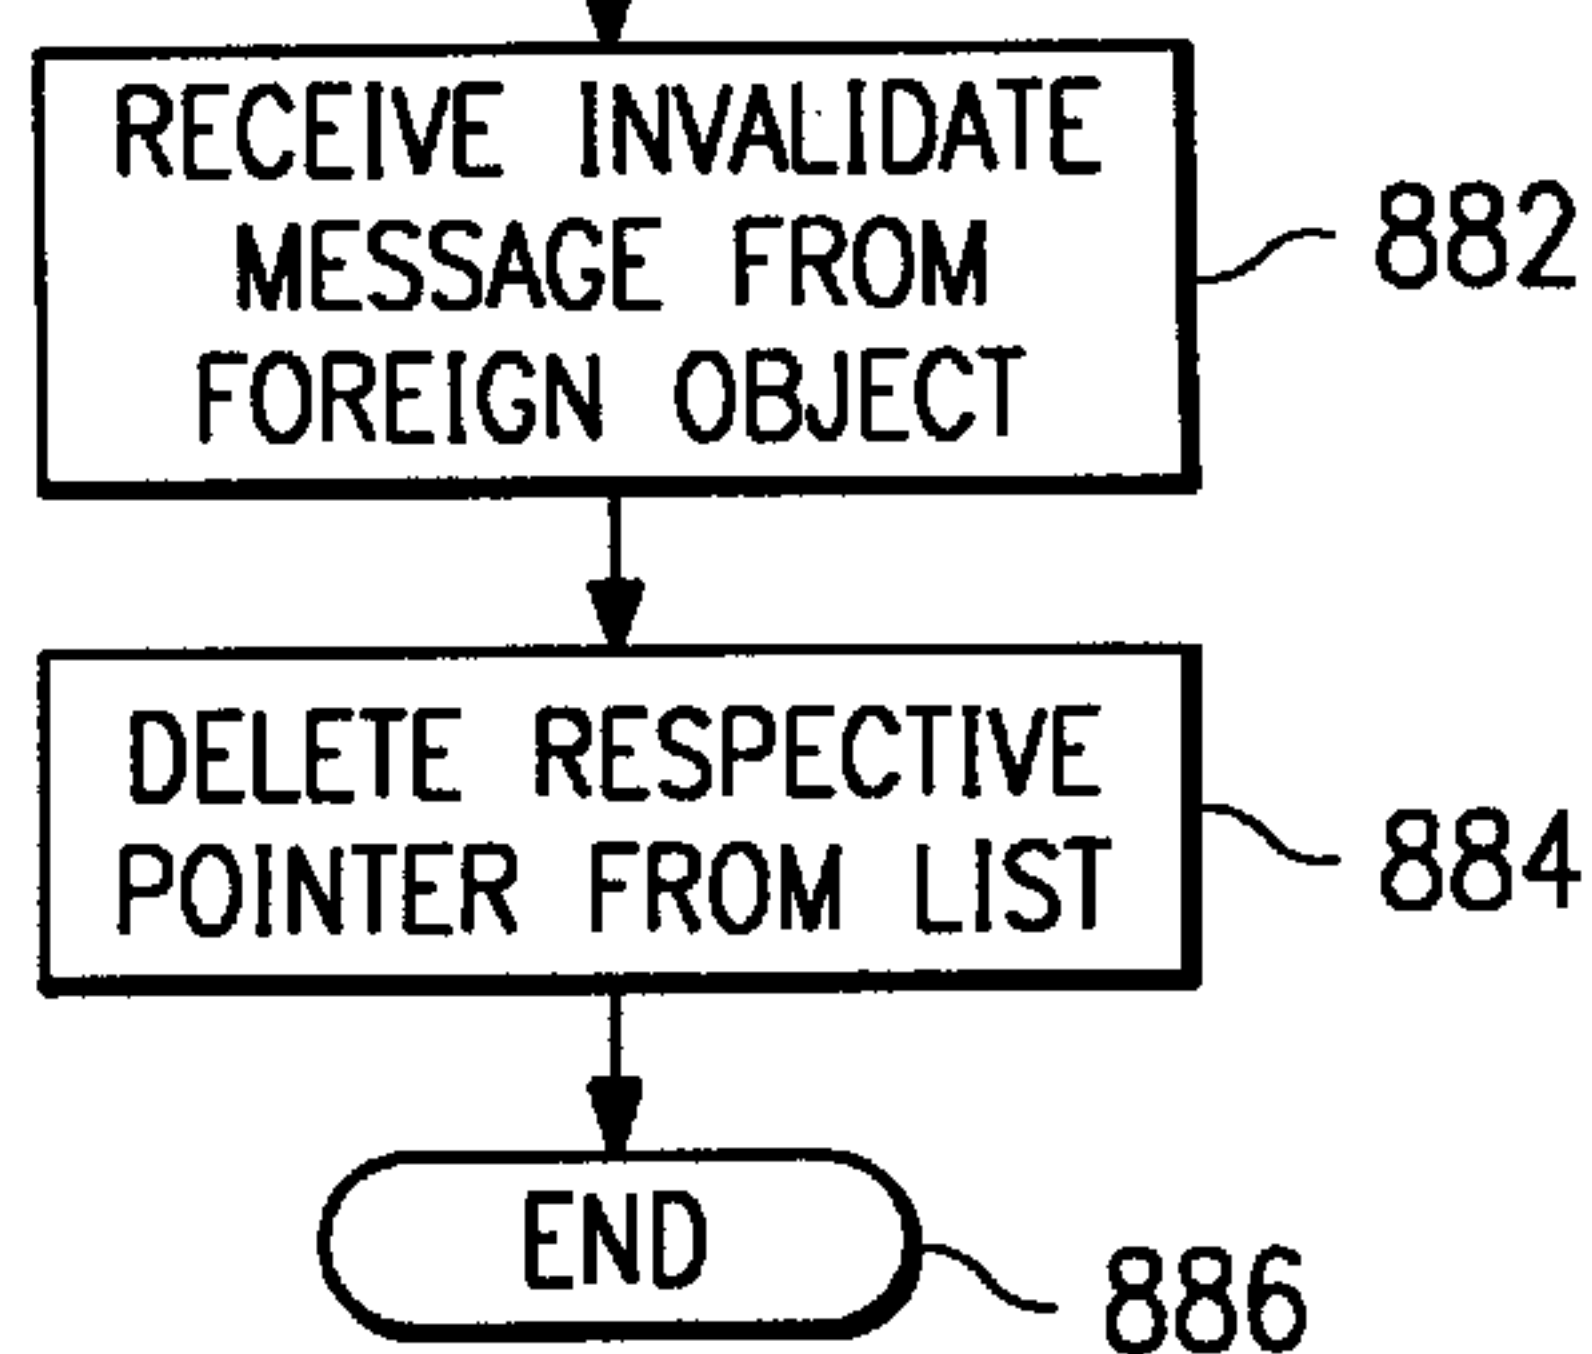 RECEIVE INVALIDATE
MESSAGE FROM
FOREIGN OBJECT
882
DELETE RESPECTIVE
POINTER FROM LIST
884
END
886